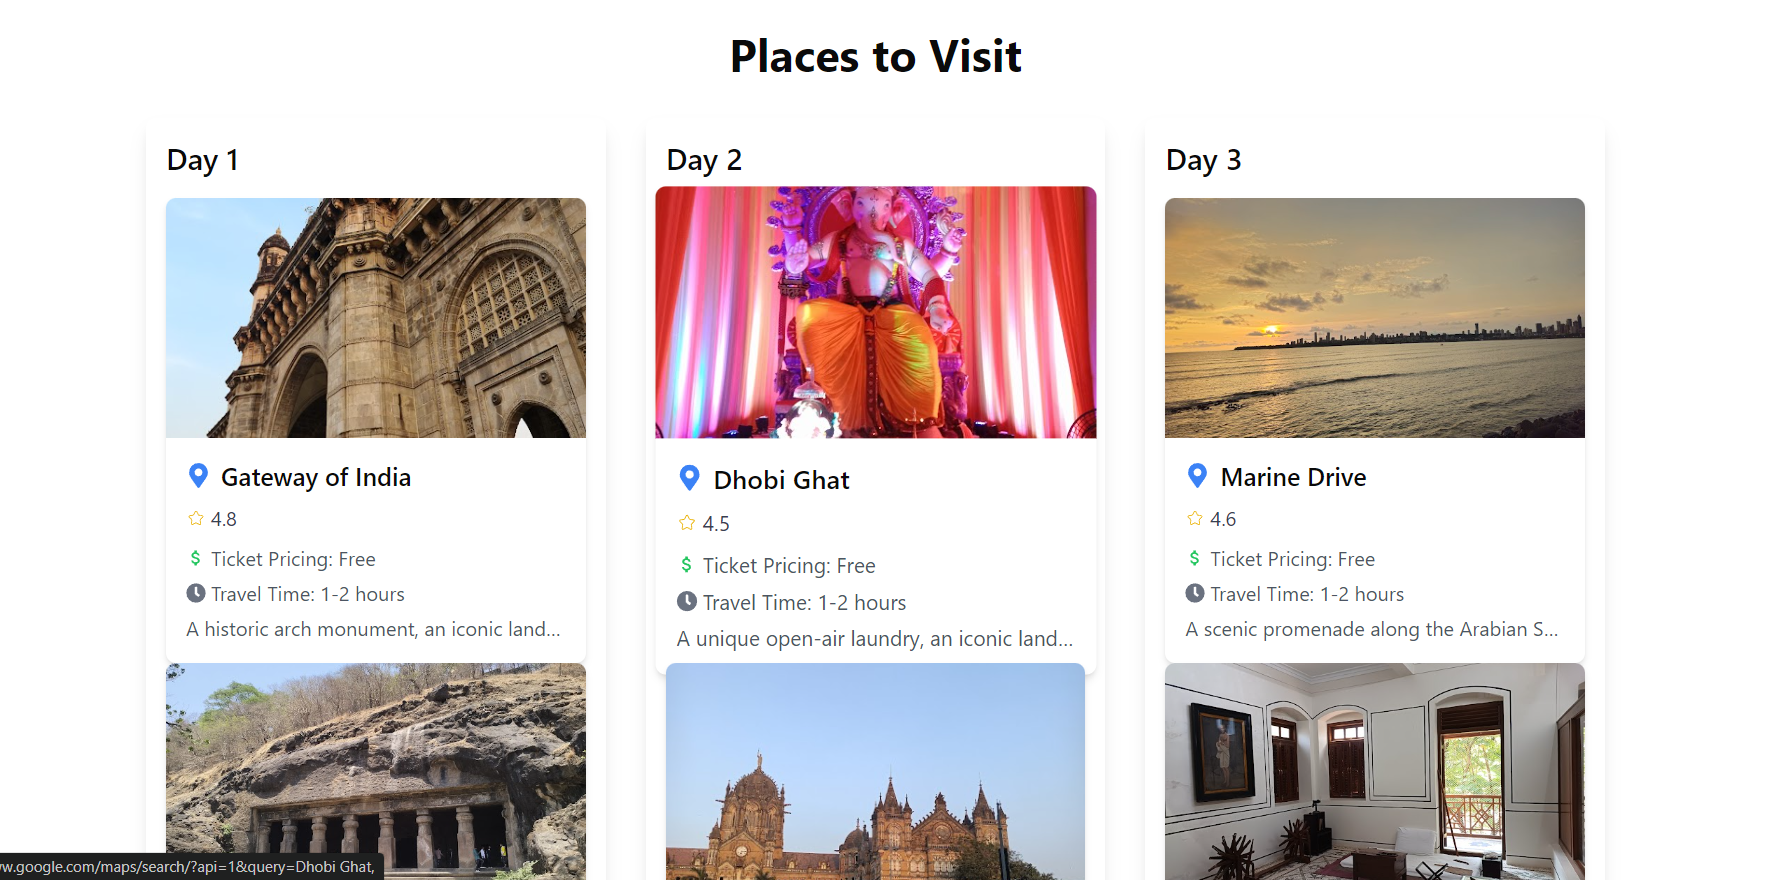 Places to Visit
Day 1
Gateway of India
4.8
Ticket Pricing: Free
Travel Time: 1-2 hours
A historic arch monument, an iconic land...
Day 2
Dhobi Ghat
4.5
Ticket Pricing: Free
Travel Time: 1-2 hours
A unique open-air laundry, an iconic land...
Day 3
Marine Drive
4.6
Ticket Pricing: Free
Travel Time: 1-2 hours
A scenic promenade along the Arabian S...
w.google.com/maps/search/?api=1&query=Dhobi Ghat,